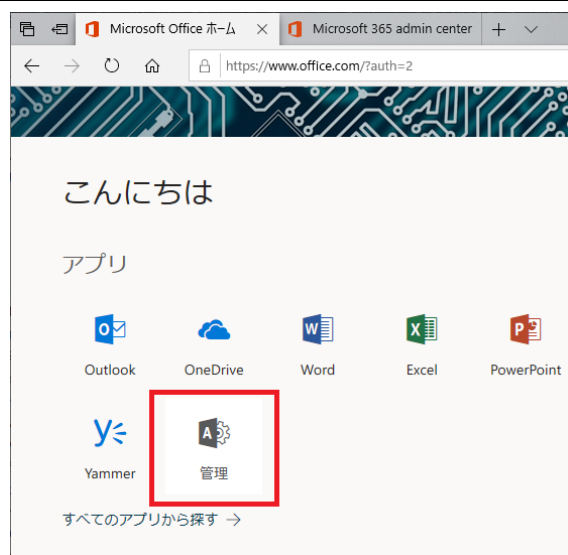 Microsoft Office ホーム
Microsoft 365 admin center
https://www.office.com/?auth=2
こんにちは
アプリ
Outlook OneDrive Word Excel PowerPoint
Yammer 管理
すべてのアプリから探す →